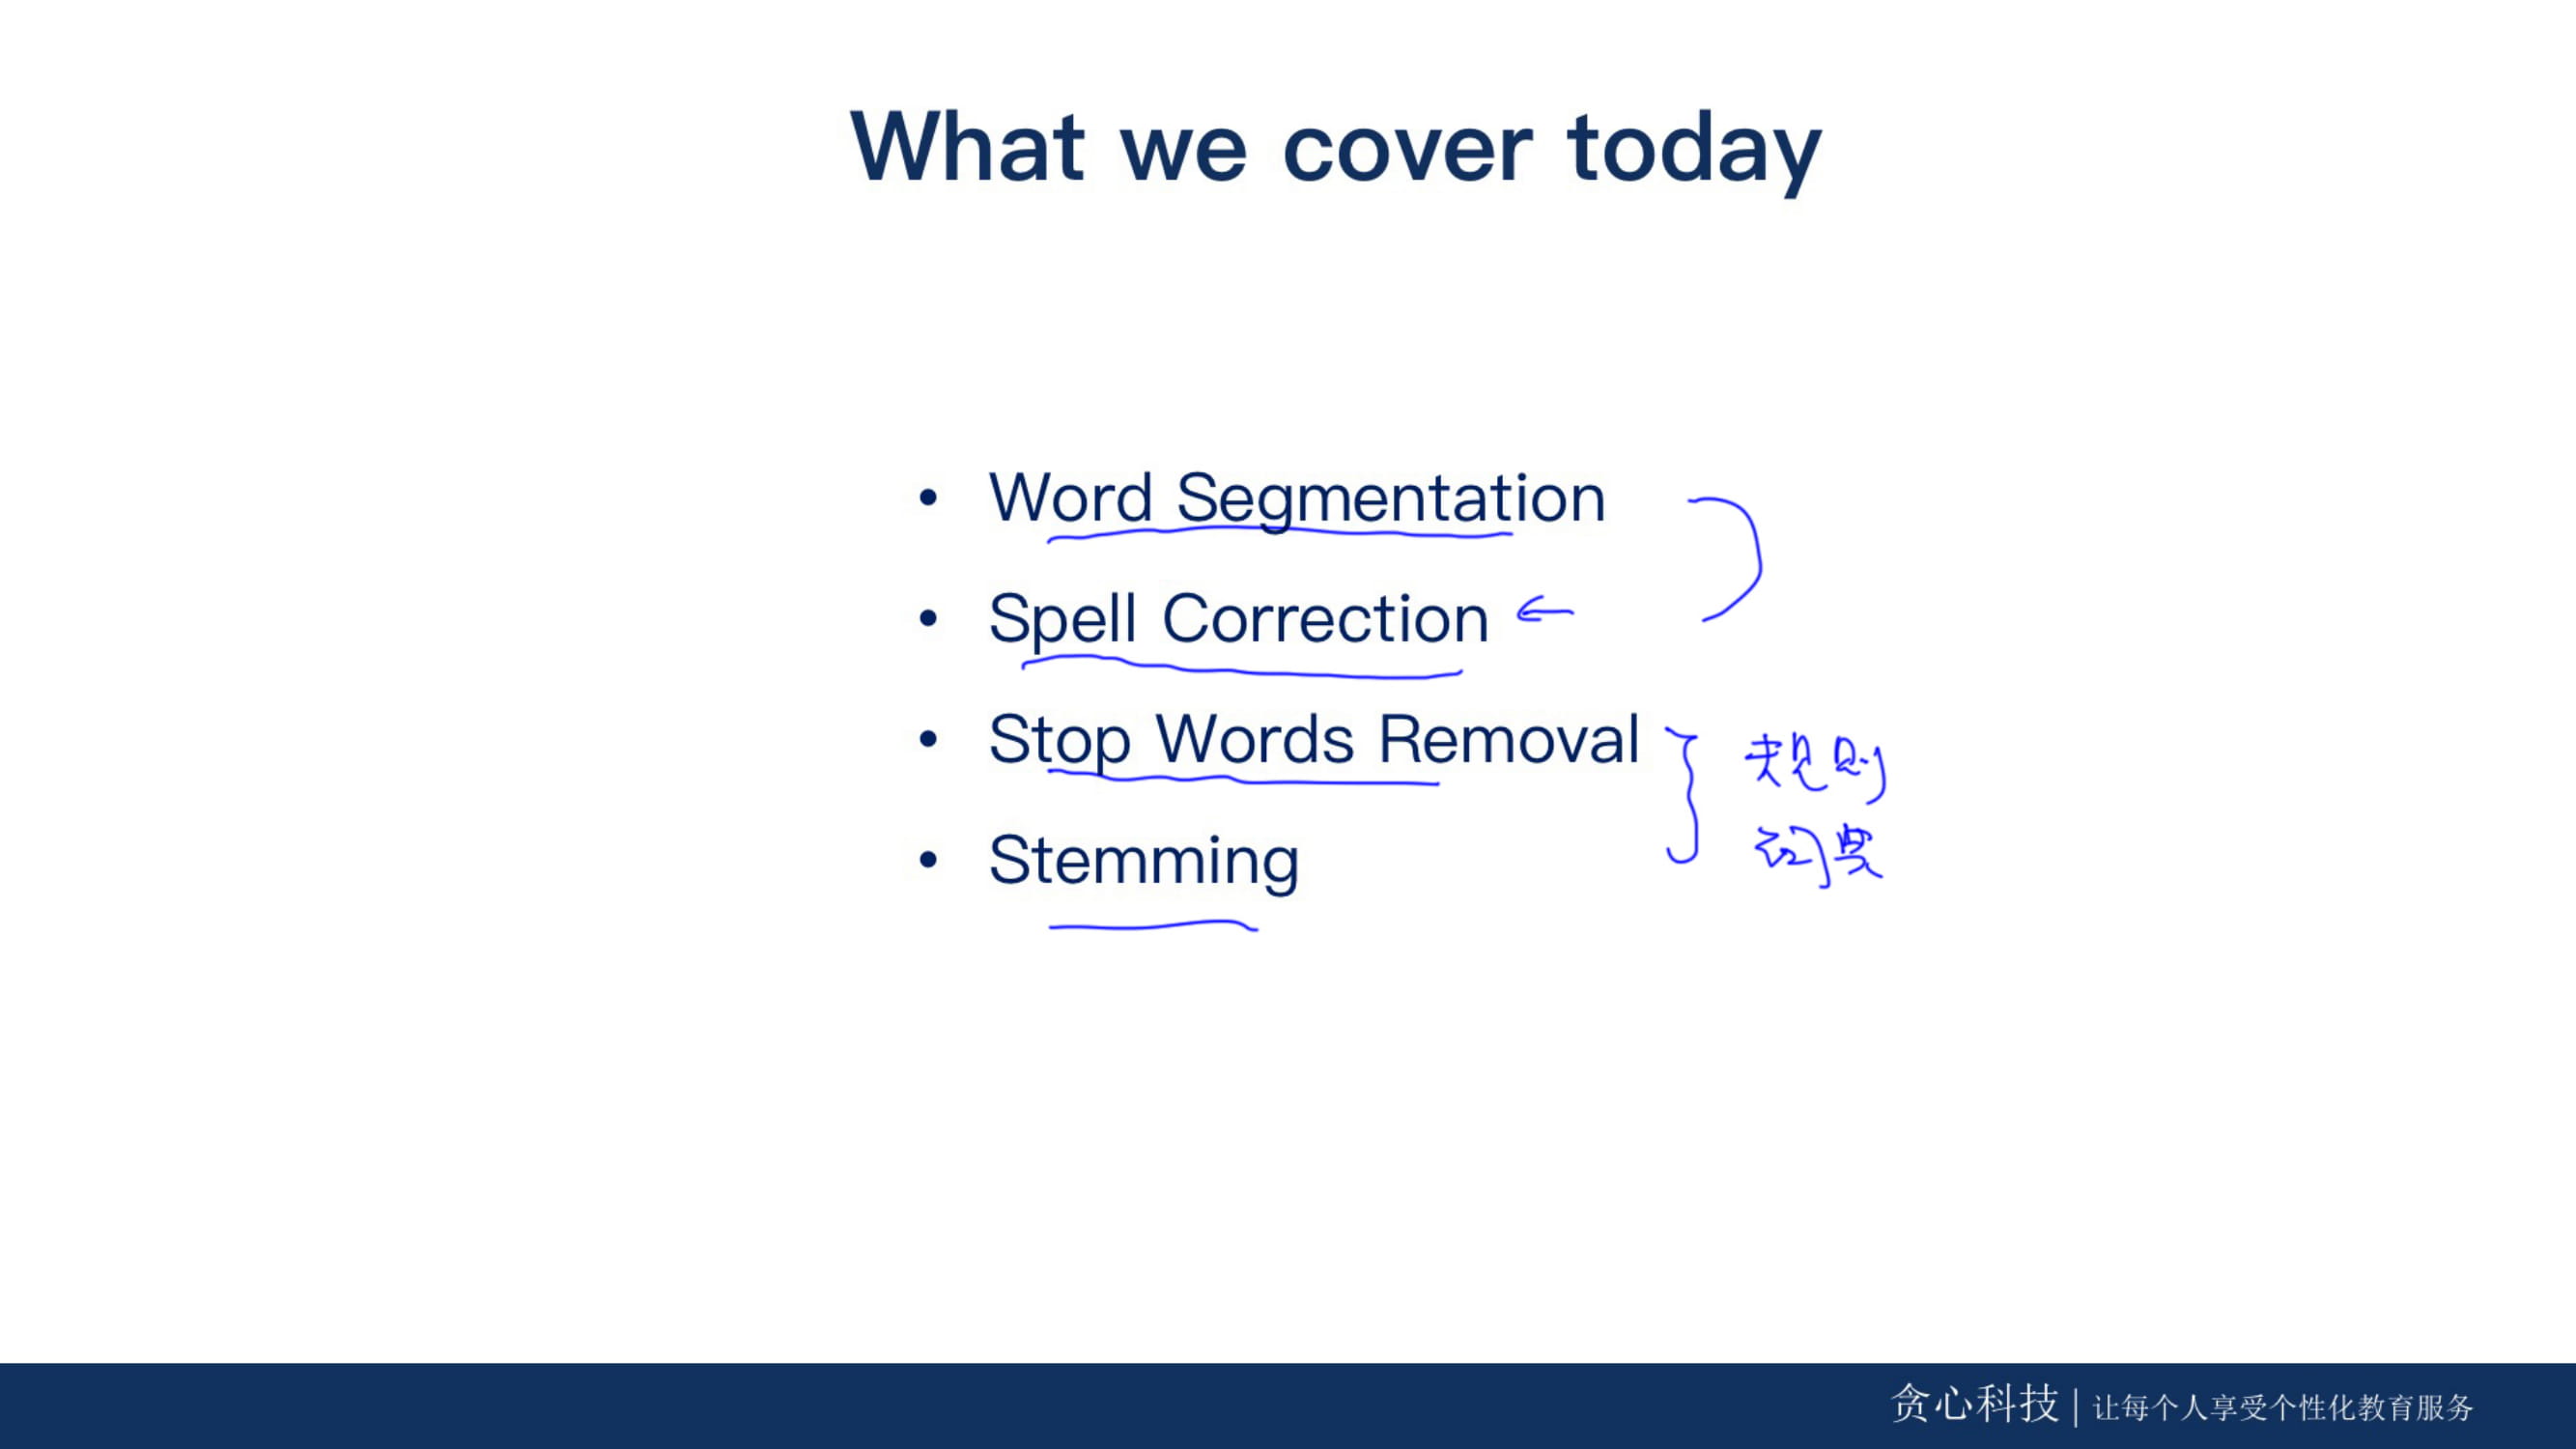 What we cover today
• Word Segmentation
• Spell Correction
• Stop Words Removal
规则
• Stemming
词典
贪心科技 | 让每个人享受个性化教育服务